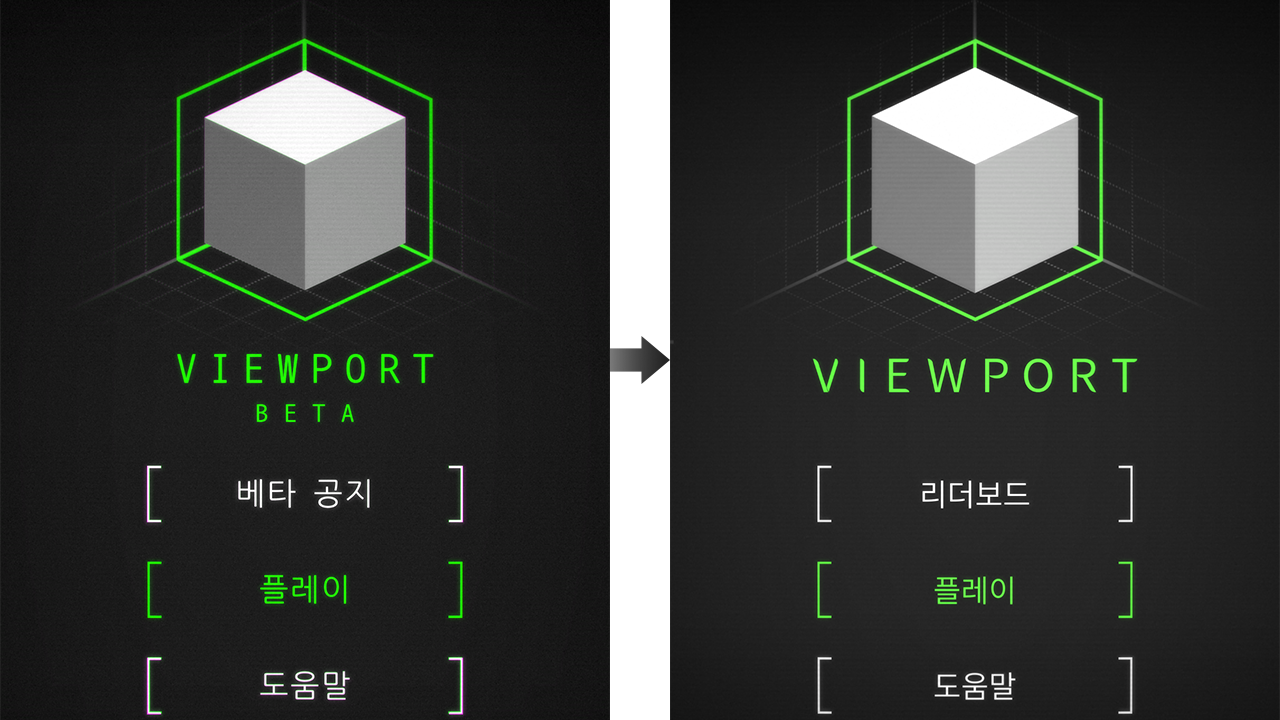 VIEWPORT
BETA
[ 베타 공지 ]
[ 플레이 ]
[ 도움말 ]
VIEWPORT
[ 리더보드 ]
[ 플레이 ]
[ 도움말 ]